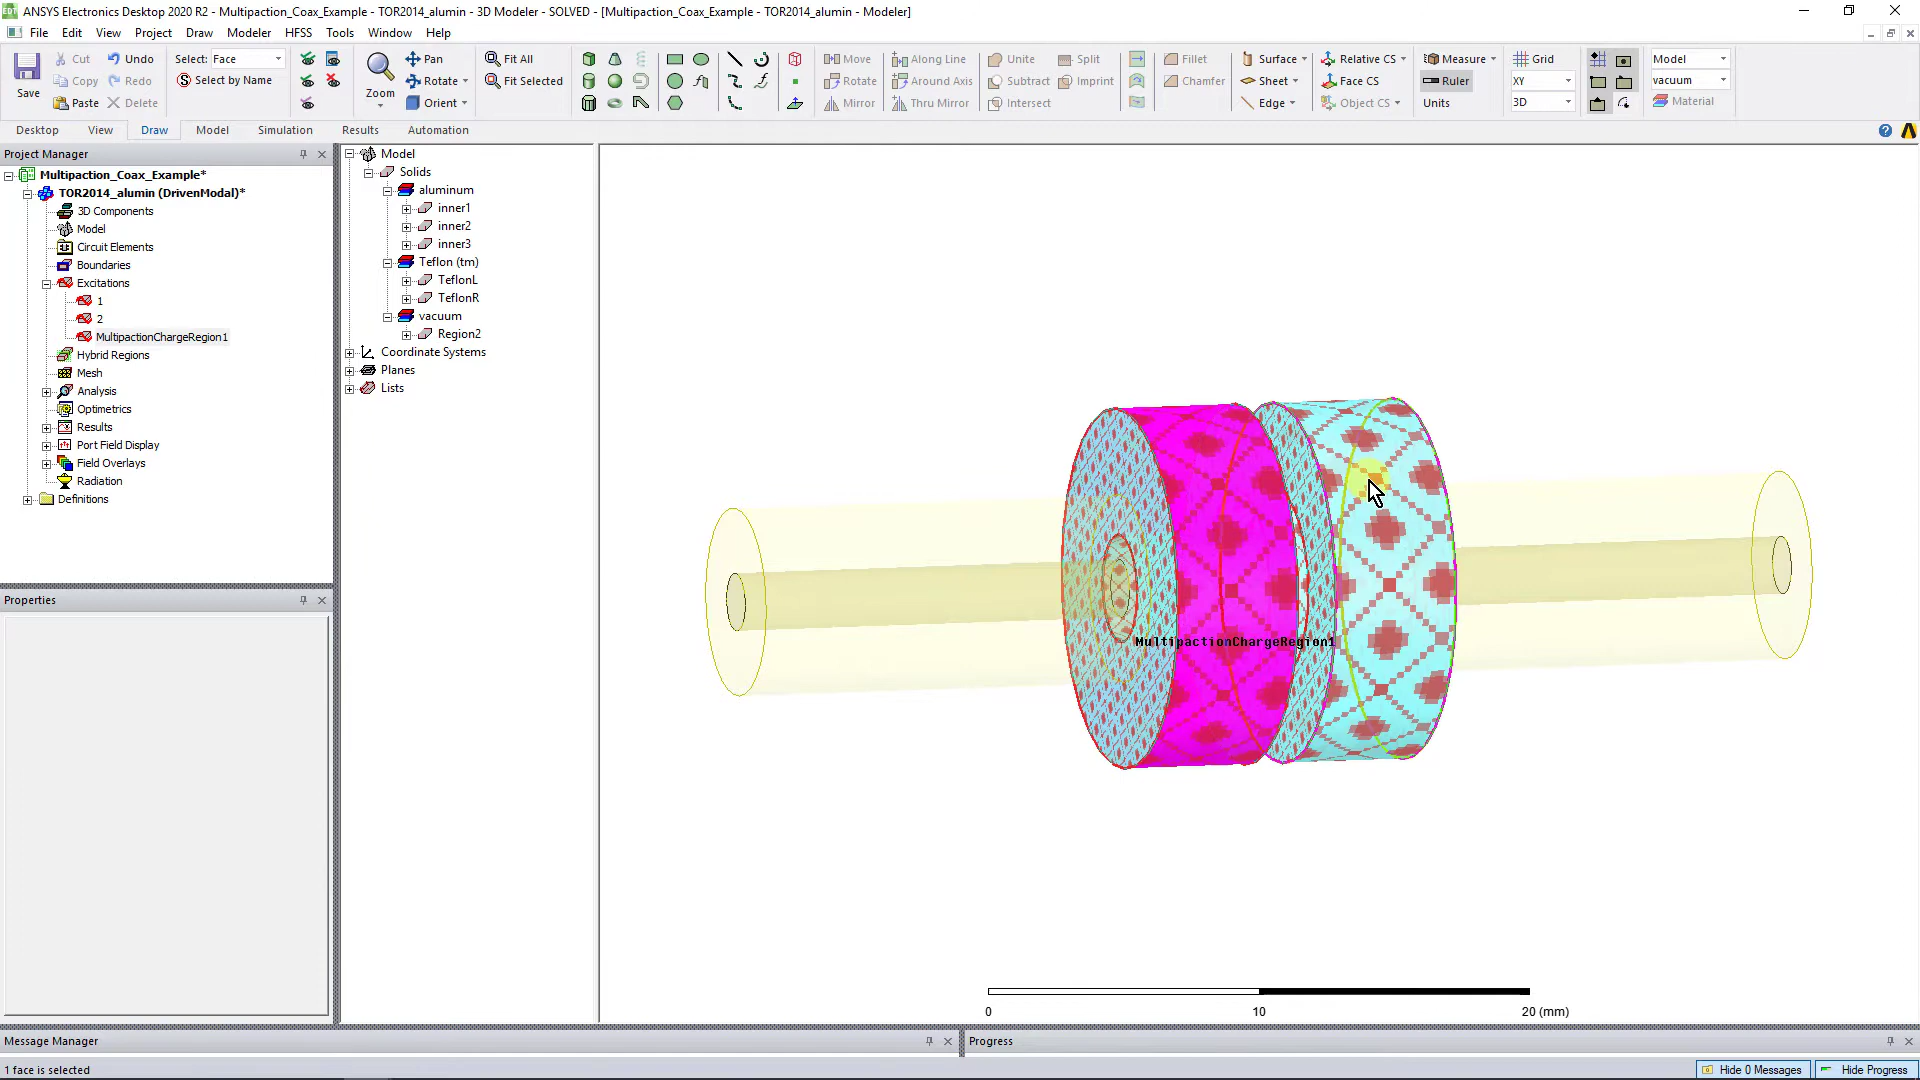 ANSYS Electronics Desktop 2020 R2 - Multipaction_Coax_Example - TOR2014_alumin - 3D Modeler - SOLVED - [Multipaction_Coax_Example - TOR2014_alumin - Modeler]
File Edit View Project Draw Modeler HFSS Tools Window Help
Save
Cut Undo
Copy Redo
Paste Delete
Select: Face
Select by Name
Zoom
Pan
Rotate
Orient
Fit All
Fit Selected
Move Along Line
Rotate Around Axis
Mirror Thru Mirror
Unite Split
Subtract Imprint
Intersect
Fillet
Chamfer
Surface
Sheet
Edge
Relative CS
Face CS
Object CS
Measure
Ruler
Units
Grid
XY
3D
Model
vacuum
Material
Desktop View Draw Model Simulation Results Automation
Project Manager
Multipaction_Coax_Example*
TOR2014_alumin (DrivenModal)*
3D Components
Model
Circuit Elements
Boundaries
Excitations
1
2
MultipactionChargeRegion1
Hybrid Regions
Mesh
Analysis
Optimetrics
Results
Port Field Display
Field Overlays
Radiation
Definitions
Properties
Model
Solids
aluminum
inner1
inner2
inner3
Teflon (tm)
TeflonL
TeflonR
vacuum
Region2
Coordinate Systems
Planes
Lists
MultipactionChargeRegion1
0 10 20 (mm)
Message Manager
Progress
1 face is selected
Hide 0 Messages
Hide Progress